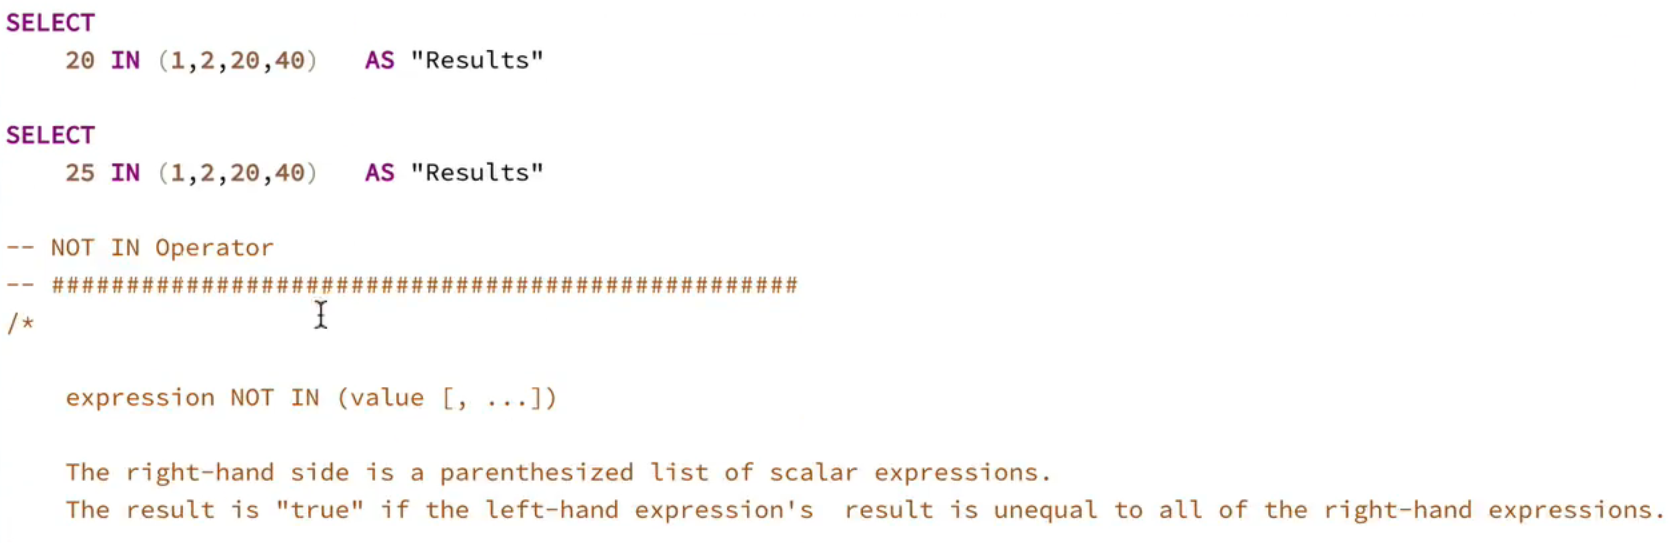 SELECT
20 IN (1,2,20,40)   AS "Results"
SELECT
25 IN (1,2,20,40)   AS "Results"
-- NOT IN Operator
-- ##################################################
/*
expression NOT IN (value [, ...])
The right-hand side is a parenthesized list of scalar expressions.
The result is "true" if the left-hand expression's  result is unequal to all of the right-hand expressions.